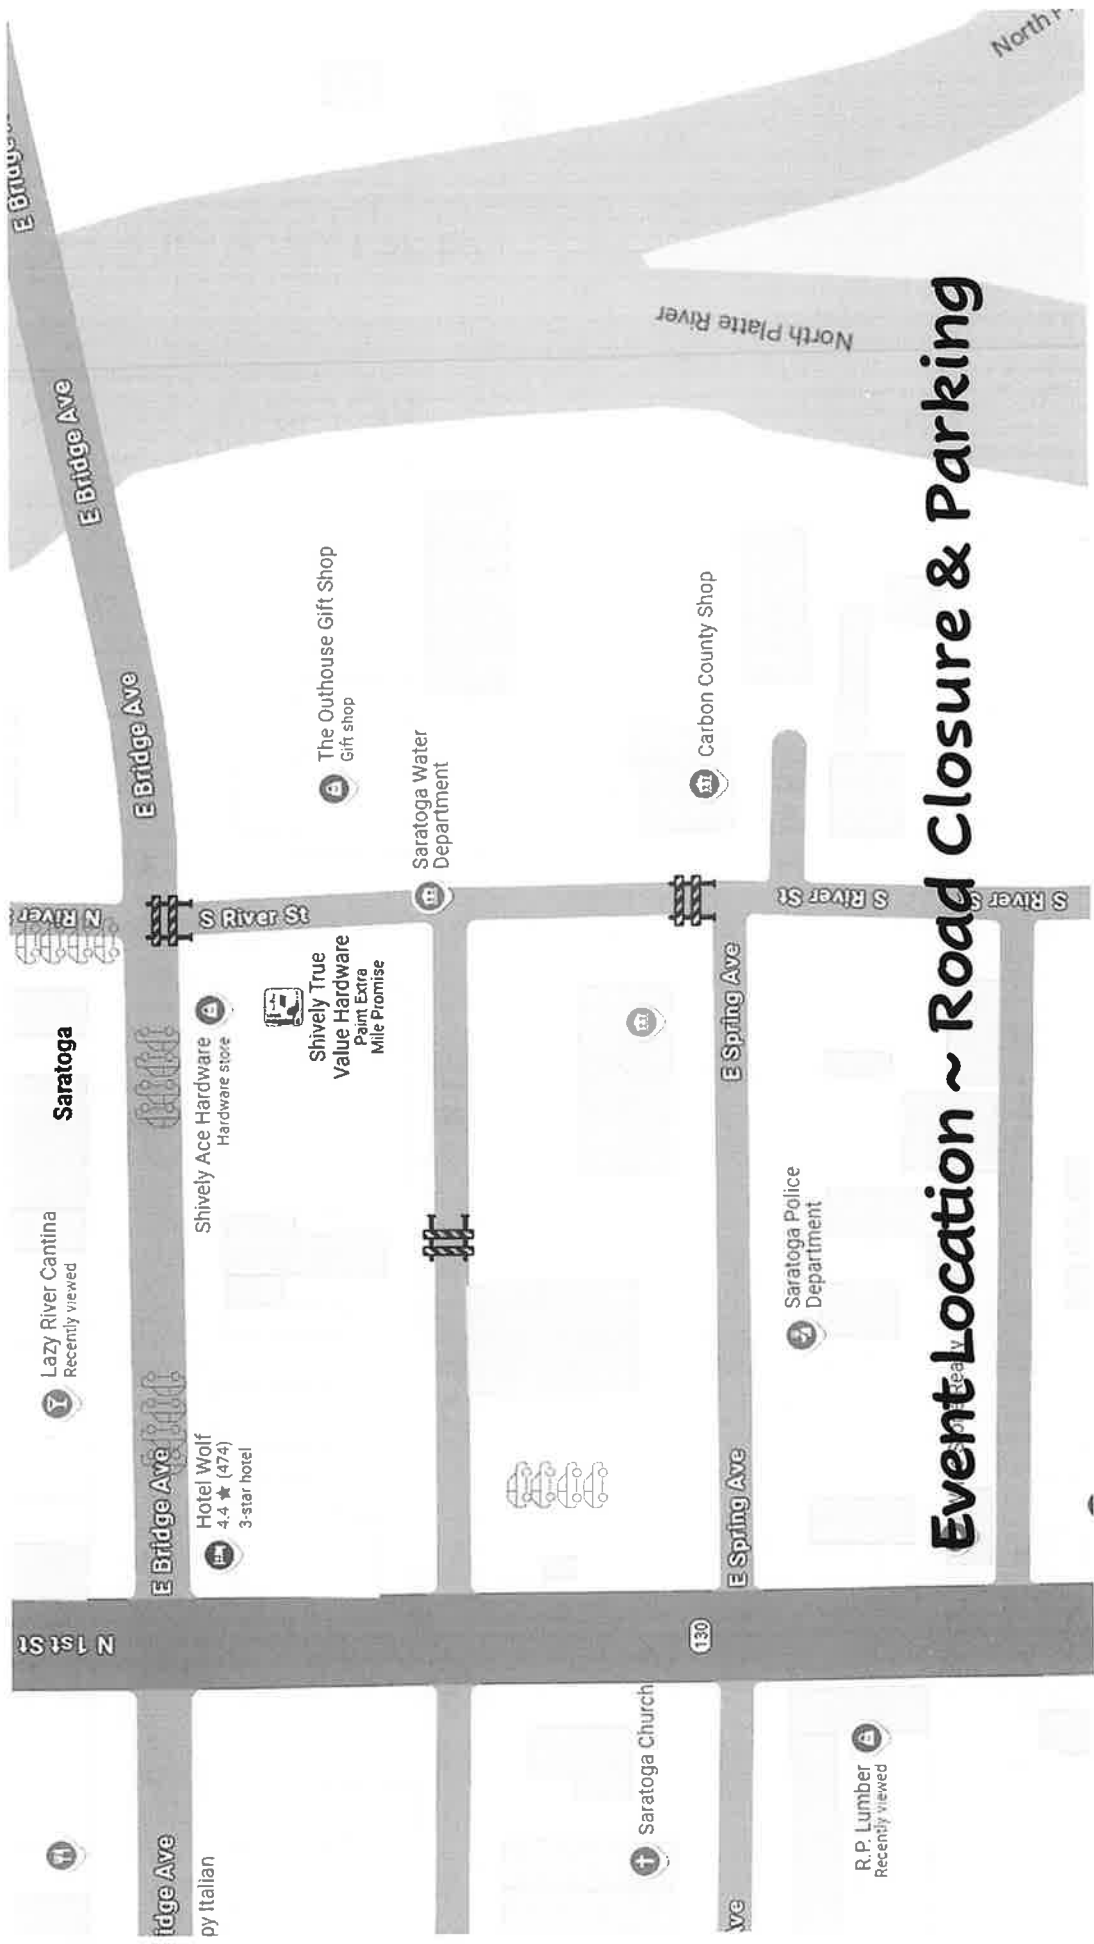 E Bridge
North P
E Bridge Ave
North Platte River
E Bridge Ave
The Outhouse Gift Shop
Gift shop
Saratoga Water
Department
Carbon County Shop
N River S
S River St
S River St
S River S
S River S
Saratoga
Shively Ace Hardware
Hardware store
Shively True
Value Hardware
Paint Extra
Mile Promise
E Spring Ave
Lazy River Cantina
Recently viewed
Saratoga Police
Department
E Bridge Ave
Hotel Wolf
4.4 ★ (474)
3-star hotel
E Spring Ave
N 1st St
130
Saratoga Church
R.P. Lumber
Recently viewed
idge Ave
py Italian
Ave
Event Location ~ Road Closure & Parking